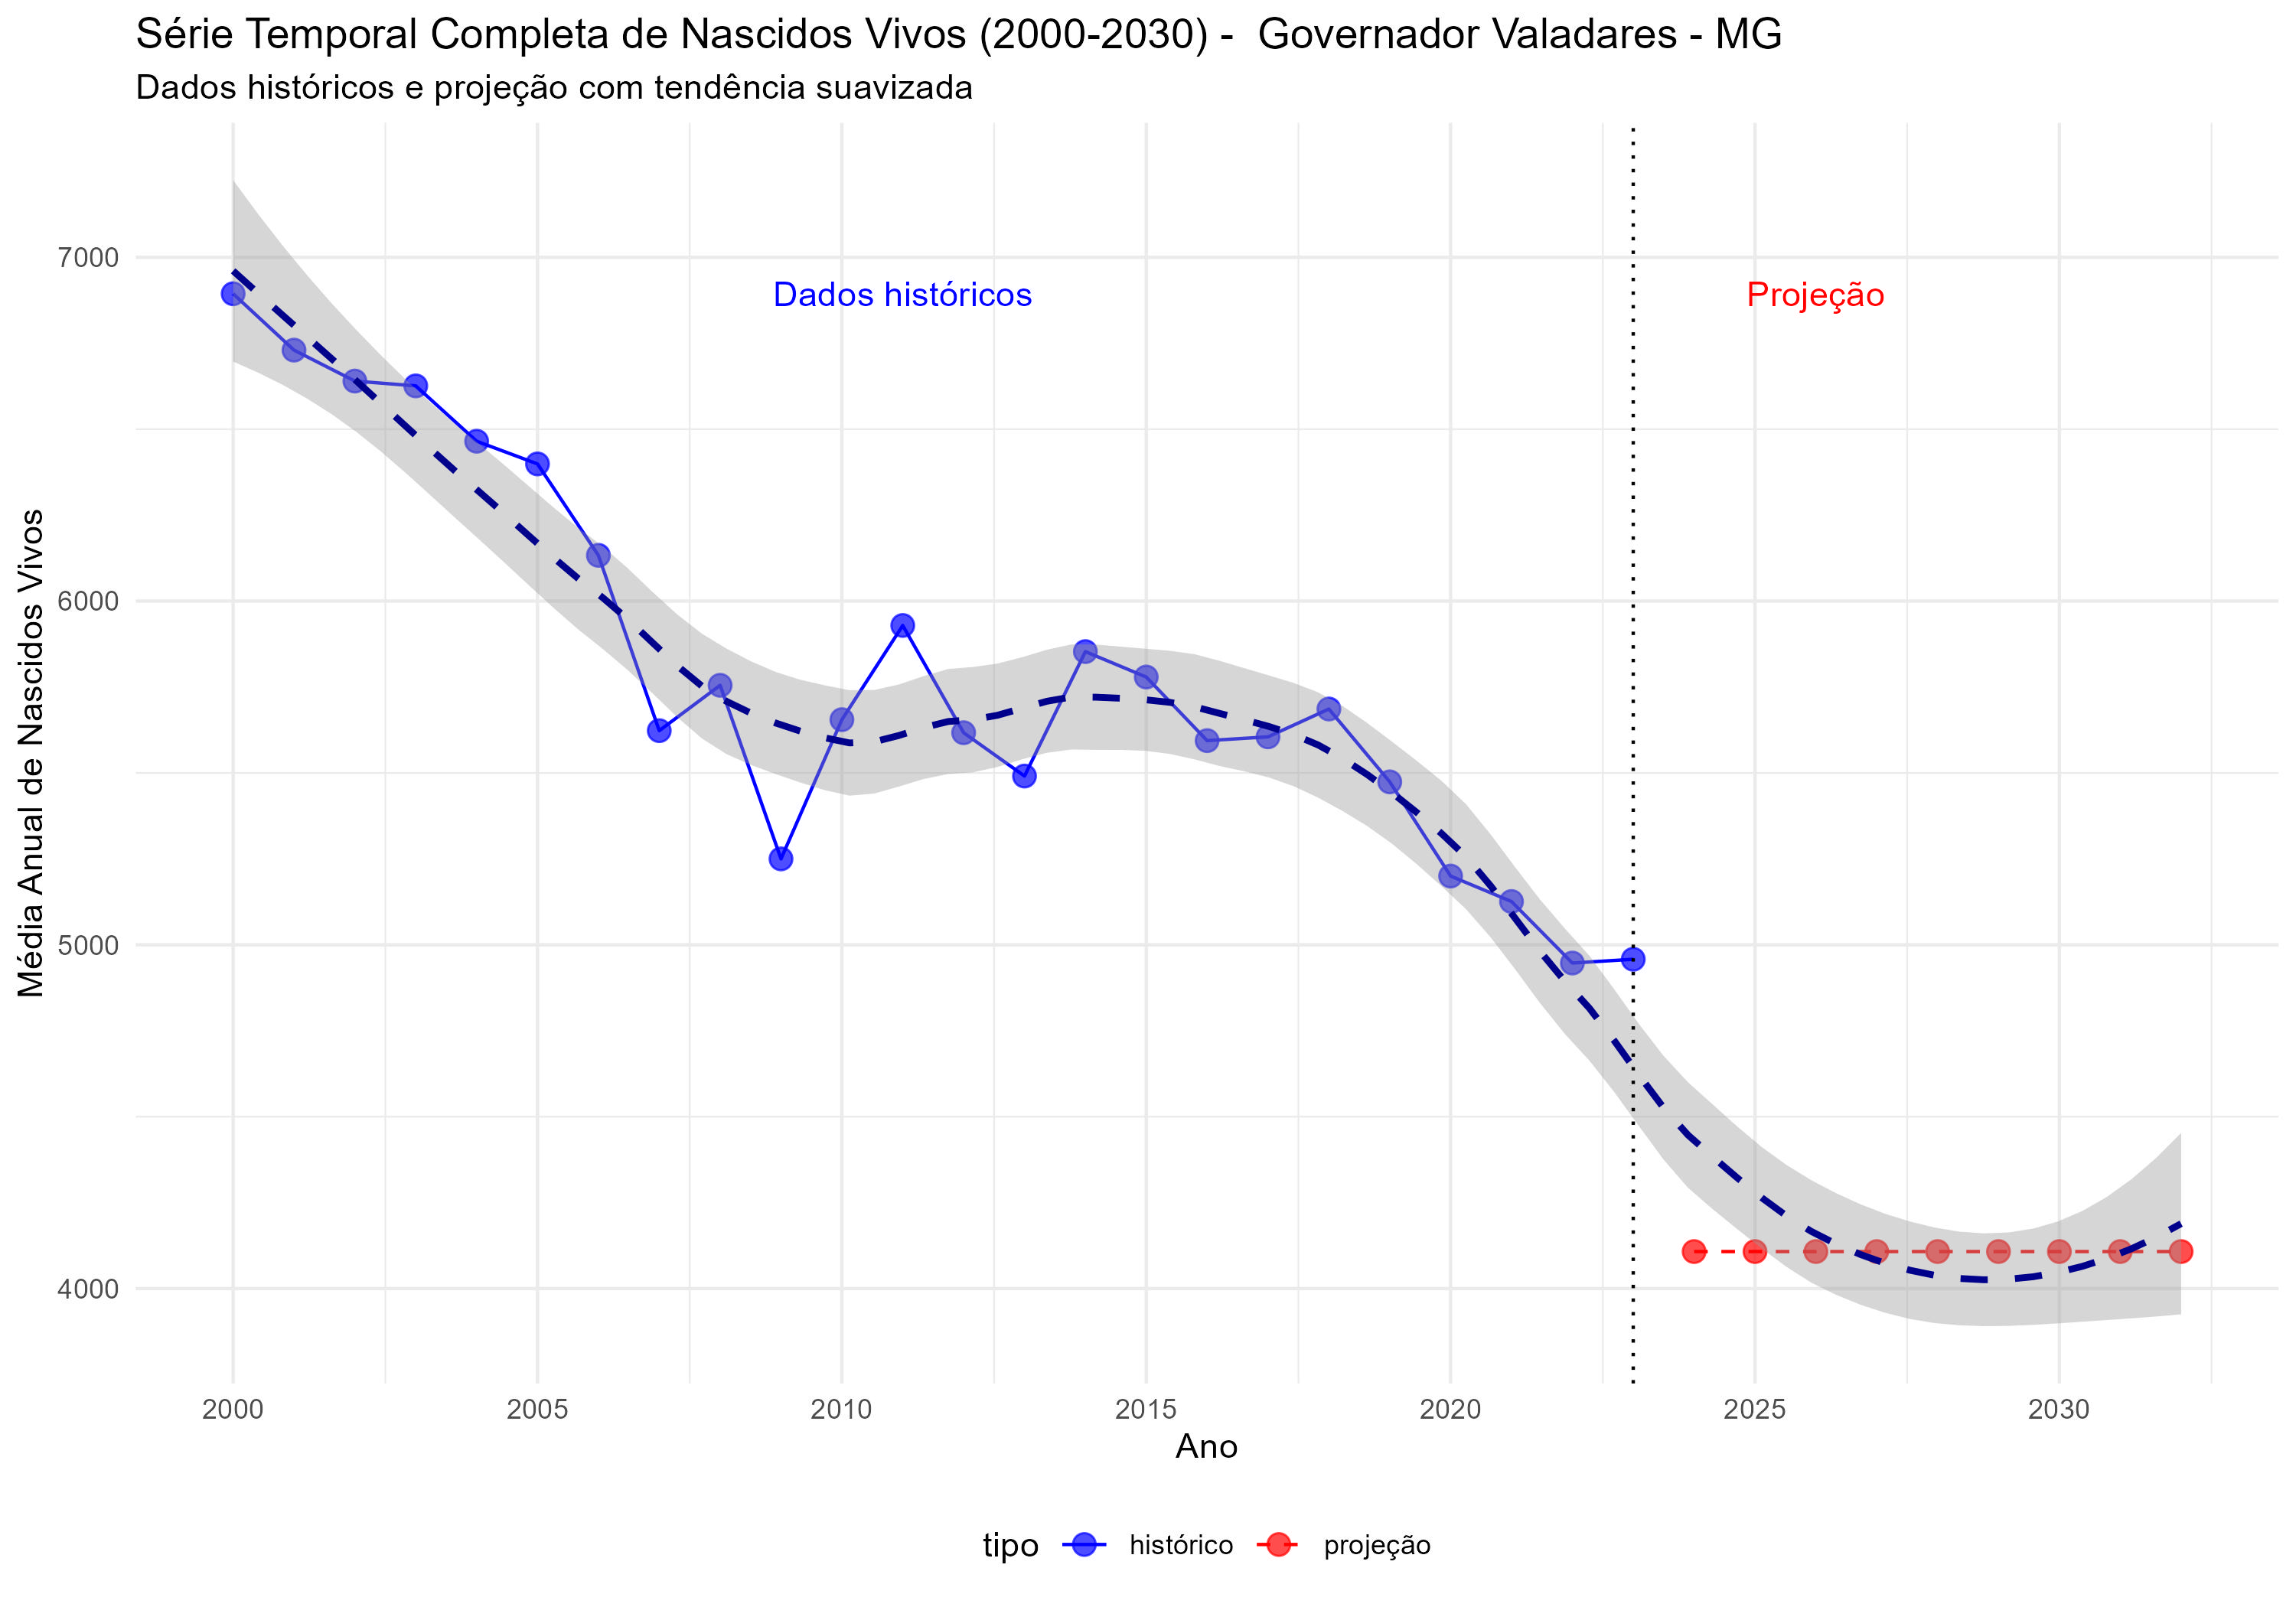 Série Temporal Completa de Nascidos Vivos (2000-2030) -  Governador Valadares - MG
Dados históricos e projeção com tendência suavizada
Média Anual de Nascidos Vivos
7000
6000
5000
4000
Dados históricos
Projeção
2000
2005
2010
2015
2020
2025
2030
Ano
tipo
histórico
projeção